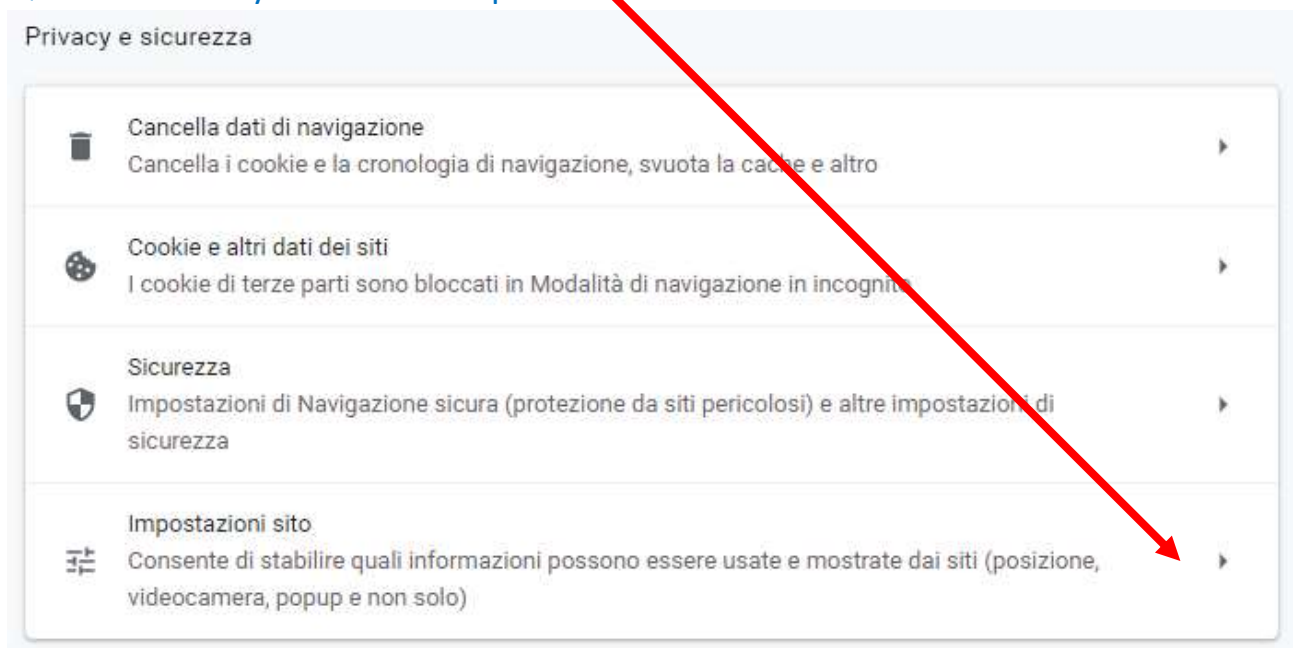 Privacy e sicurezza
Cancella dati di navigazione
Cancella i cookie e la cronologia di navigazione, svuota la cache e altro
Cookie e altri dati dei siti
I cookie di terze parti sono bloccati in Modalità di navigazione in incognito
Sicurezza
Impostazioni di Navigazione sicura (protezione da siti pericolosi) e altre impostazioni di
sicurezza
Impostazioni sito
Consente di stabilire quali informazioni possono essere usate e mostrate dai siti (posizione,
videocamera, popup e non solo)